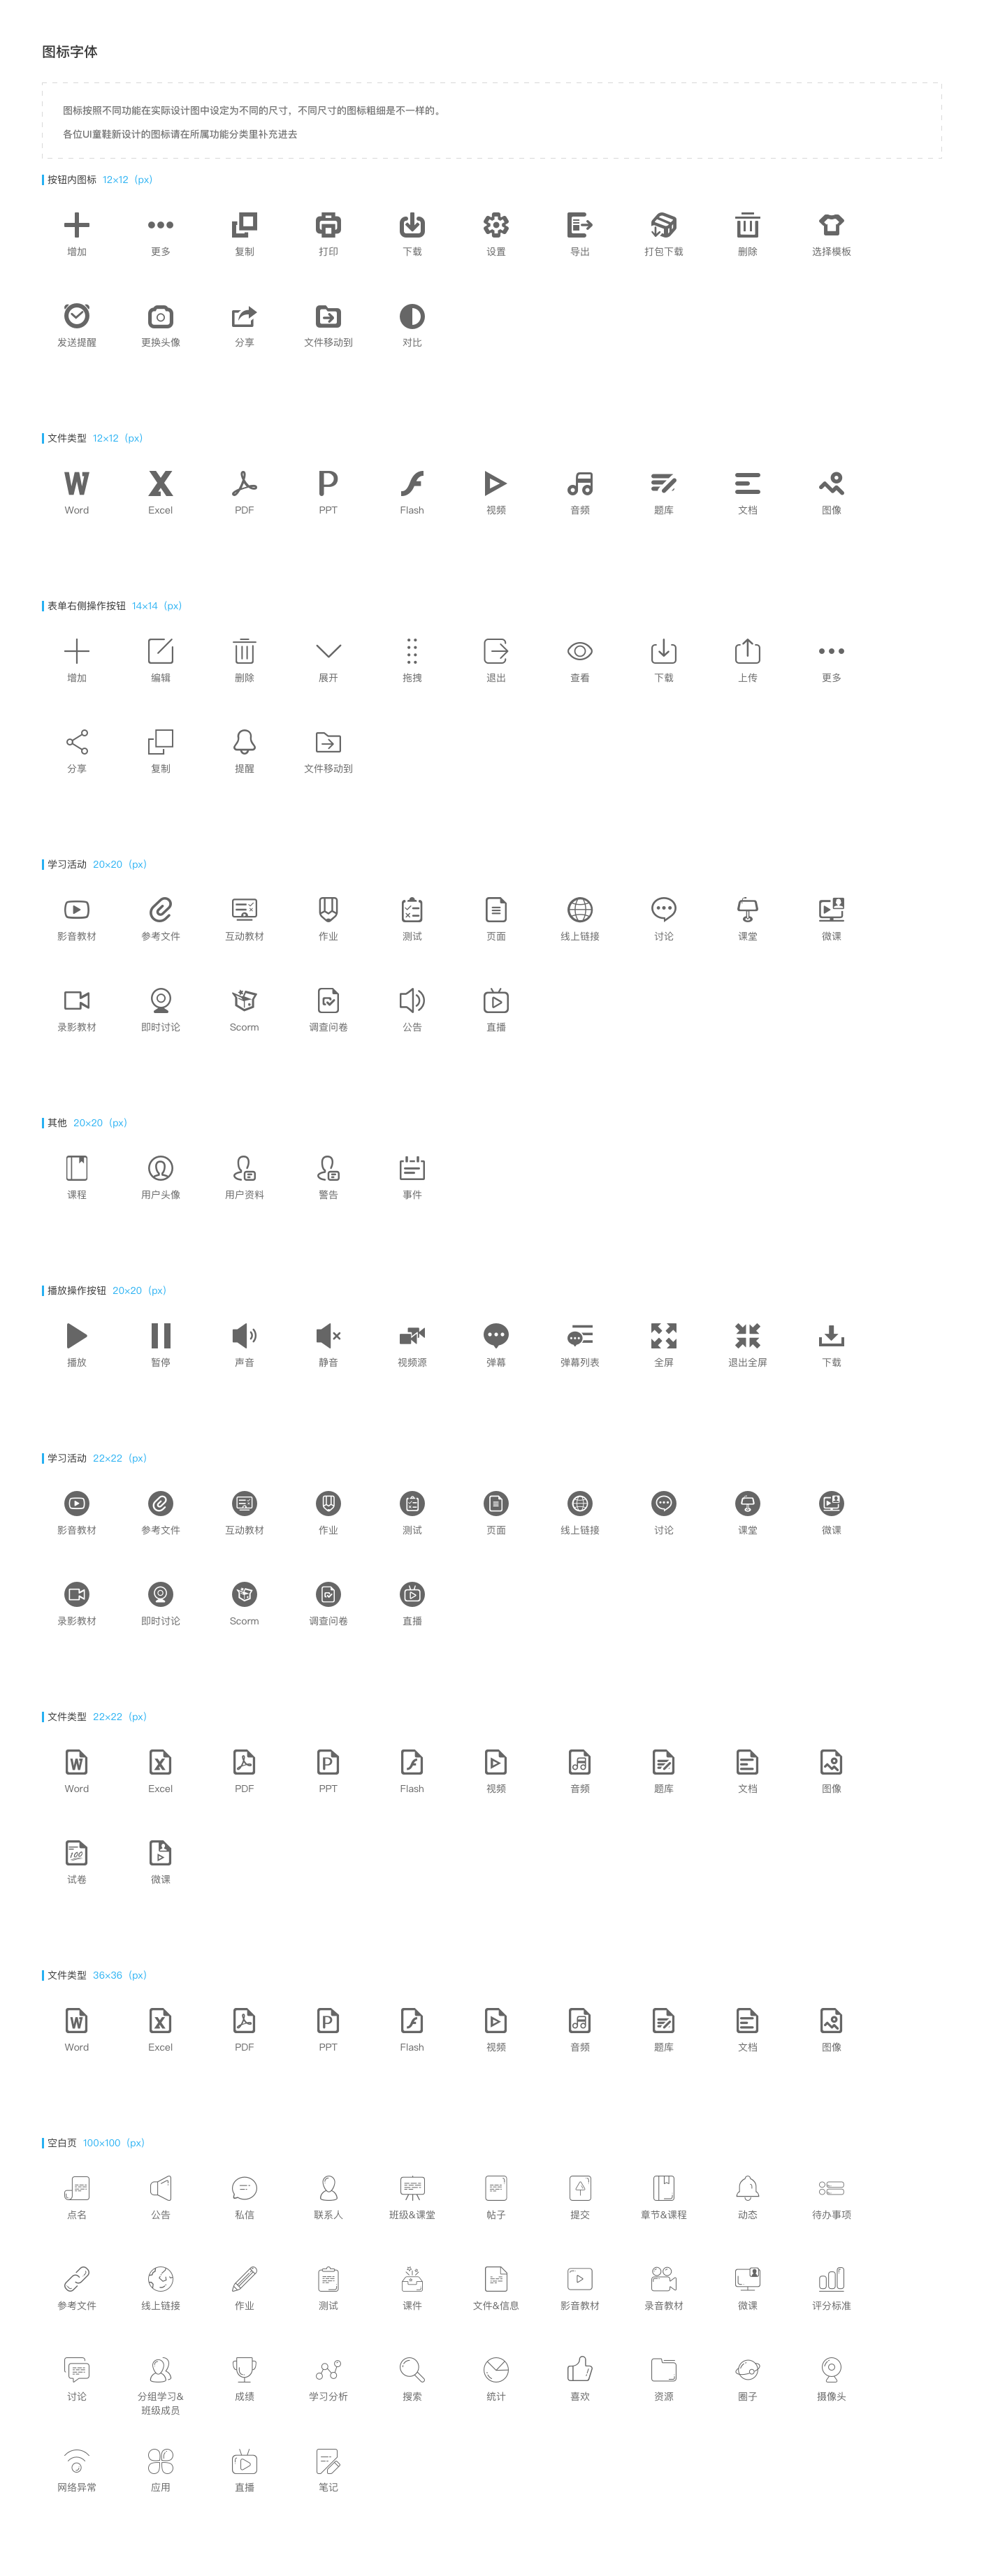 图标字体
图标按照不同功能在实际设计图中设定为不同的尺寸，不同尺寸的图标粗细是不一样的。
各位UI童鞋新设计的图标请在所属功能分类里补充进去
按钮内图标 12×12（px）
增加 更多 复制 打印 下载 设置 导出 打包下载 删除 选择模板
发送提醒 更换头像 分享 文件移动到 对比
文件类型 12×12（px）
Word Excel PDF PPT Flash 视频 音频 题库 文档 图像
表单右侧操作按钮 14×14（px）
增加 编辑 删除 展开 拖拽 退出 查看 下载 上传 更多
分享 复制 提醒 文件移动到
学习活动 20×20（px）
影音教材 参考文件 互动教材 作业 测试 页面 线上链接 讨论 课堂 微课
录影教材 即时讨论 Scorm 调查问卷 公告 直播
其他 20×20（px）
课程 用户头像 用户资料 警告 事件
播放操作按钮 20×20（px）
播放 暂停 声音 静音 视频源 弹幕 弹幕列表 全屏 退出全屏 下载
学习活动 22×22（px）
影音教材 参考文件 互动教材 作业 测试 页面 线上链接 讨论 课堂 微课
录影教材 即时讨论 Scorm 调查问卷 直播
文件类型 22×22（px）
Word Excel PDF PPT Flash 视频 音频 题库 文档 图像
试卷 微课
文件类型 36×36（px）
Word Excel PDF PPT Flash 视频 音频 题库 文档 图像
空白页 100×100（px）
点名 公告 私信 联系人 班级&课堂 帖子 提交 章节&课程 动态 待办事项
参考文件 线上链接 作业 测试 课件 文件&信息 影音教材 录音教材 微课 评分标准
讨论 分组学习& 成绩 学习分析 搜索 统计 喜欢 资源 圈子 摄像头
班级成员
网络异常 应用 直播 笔记